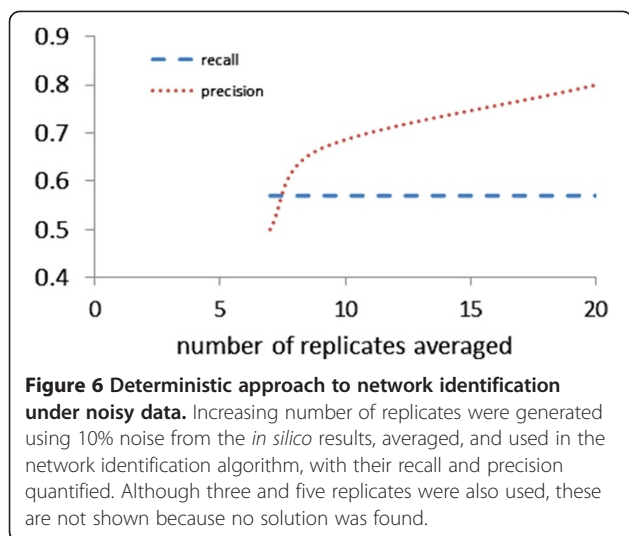 0.9
recall
0.8
precision
0.7
0.6
0.5
0.4
0
5
10
15
20
number of replicates averaged
Figure 6 Deterministic approach to network identification
under noisy data. Increasing number of replicates were generated
using 10% noise from the in silico results, averaged, and used in the
network identification algorithm, with their recall and precision
quantified. Although three and five replicates were also used, these
are not shown because no solution was found.